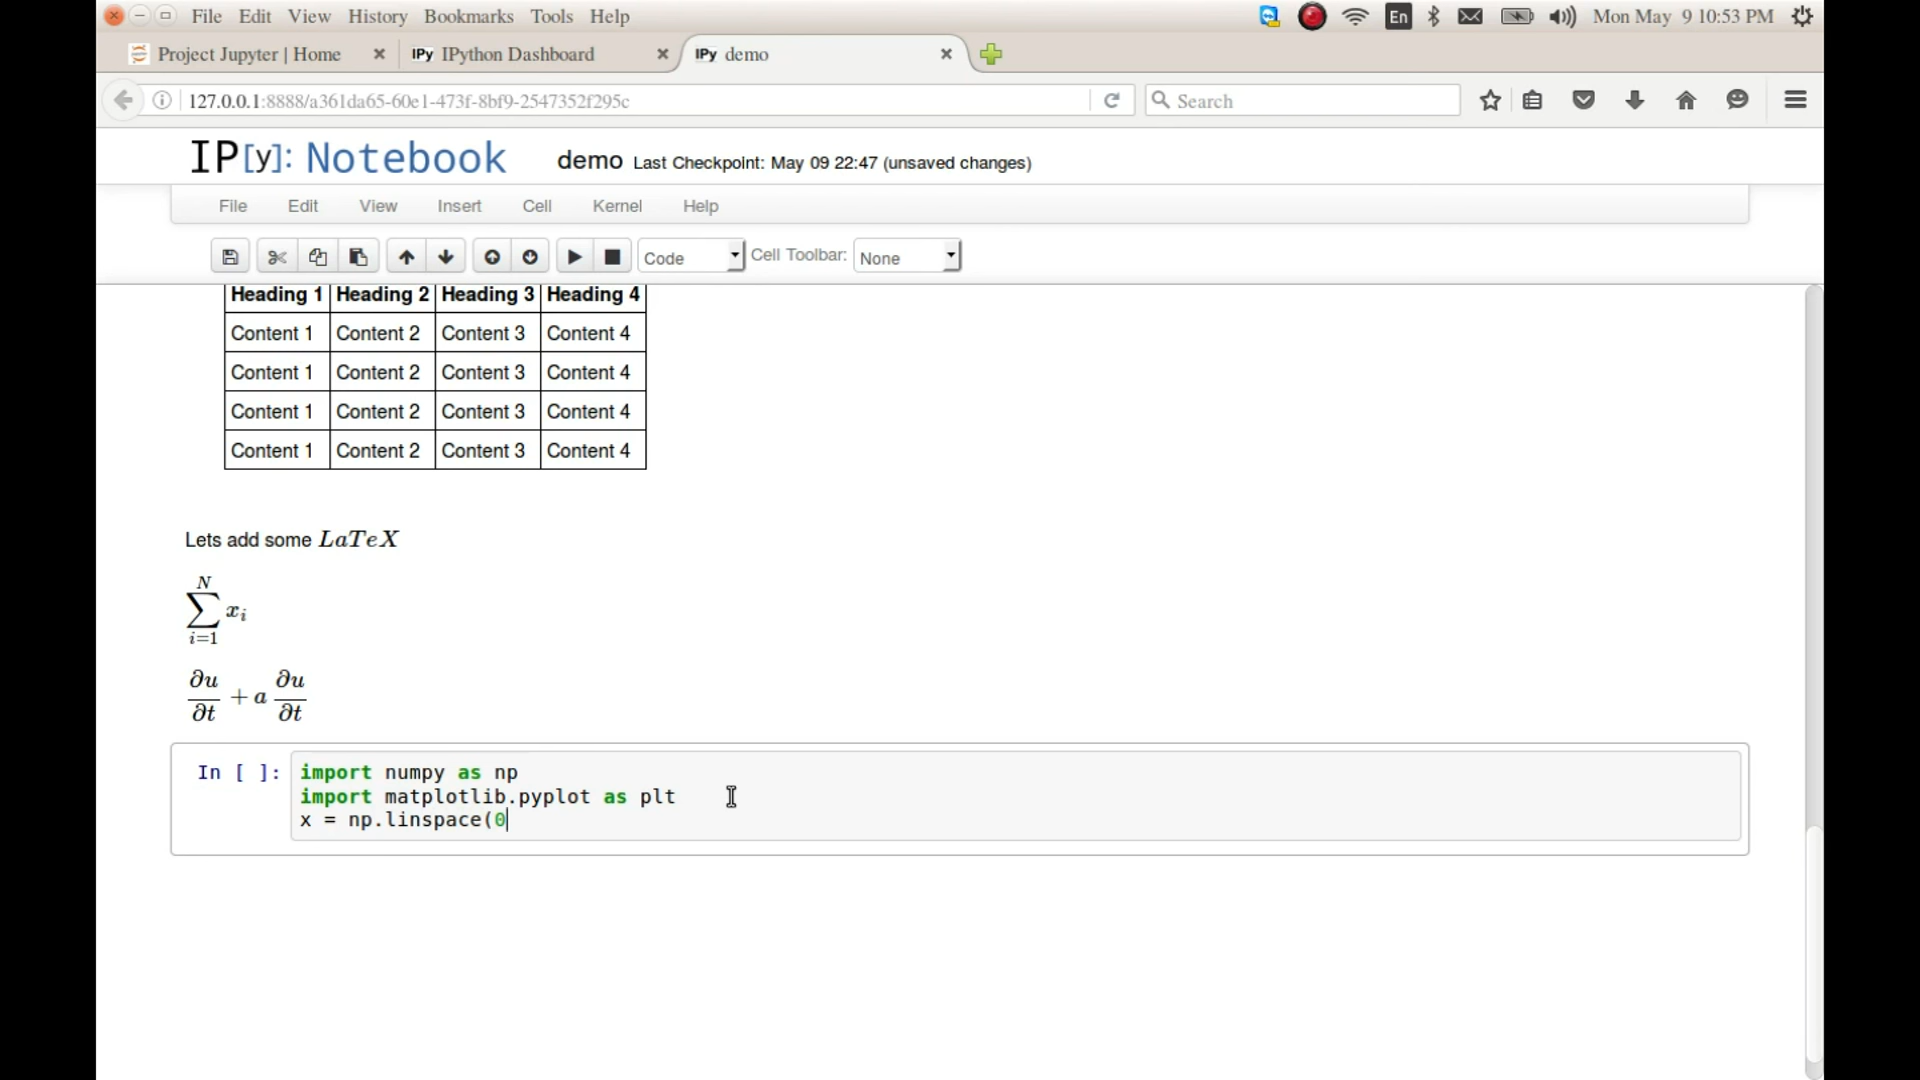 File Edit View History Bookmarks Tools Help En Mon May 9 10:53 PM
Project Jupyter | Home IPy IPython Dashboard IPy demo
127.0.0.1:8888/a361da65-60e1-473f-8bf9-2547352f295c Search
IP[y]: Notebook demo Last Checkpoint: May 09 22:47 (unsaved changes)
File Edit View Insert Cell Kernel Help
Code Cell Toolbar: None
Heading 1 Heading 2 Heading 3 Heading 4
Content 1 Content 2 Content 3 Content 4
Content 1 Content 2 Content 3 Content 4
Content 1 Content 2 Content 3 Content 4
Content 1 Content 2 Content 3 Content 4
Lets add some LaTeX
N
∑ xᵢ
i=1
∂u/∂t + a ∂u/∂t
In [ ]: import numpy as np
import matplotlib.pyplot as plt
x = np.linspace(0